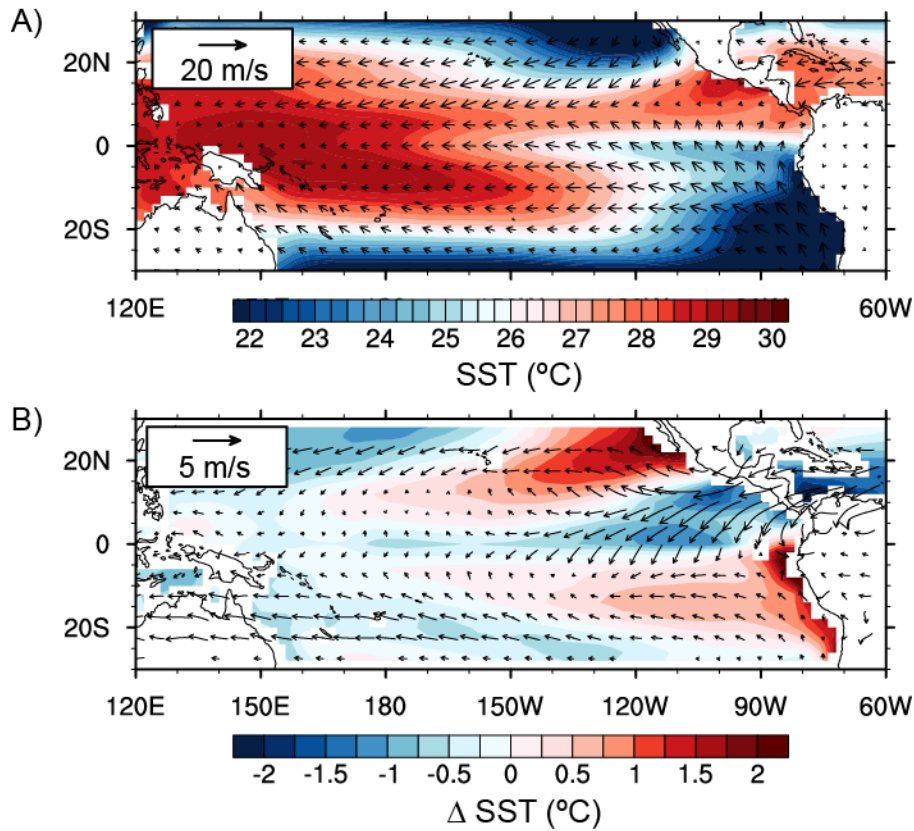 A)
20 m/s
20N
0
20S
120E 60W
22 23 24 25 26 27 28 29 30
SST (ºC)
B)
5 m/s
20N
0
20S
120E 150E 180 150W 120W 90W 60W
-2 -1.5 -1 -0.5 0 0.5 1 1.5 2
Δ SST (ºC)